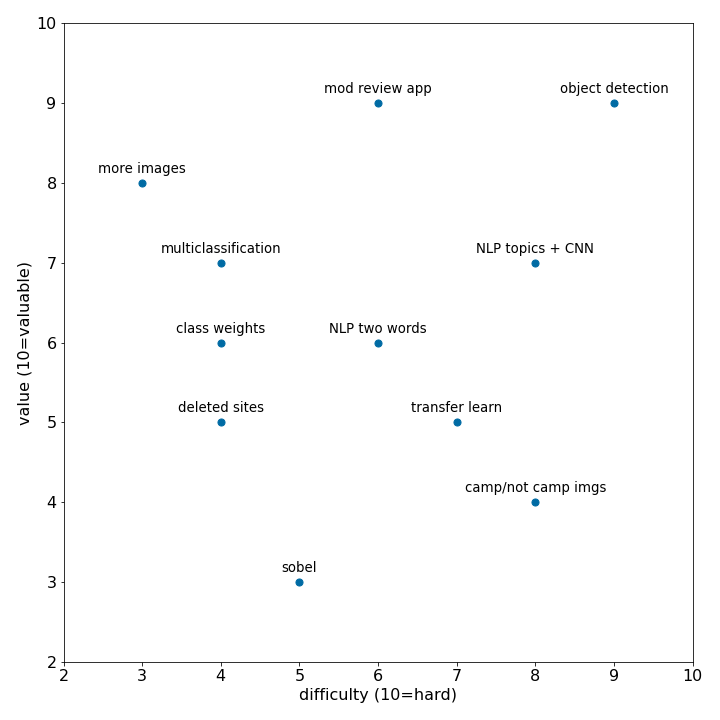 10
mod review app
object detection
9
more images
8
multiclassification
NLP topics + CNN
7
class weights
NLP two words
6
deleted sites
transfer learn
5
camp/not camp imgs
4
sobel
3
2
value (10=valuable)
2 3 4 5 6 7 8 9 10
difficulty (10=hard)